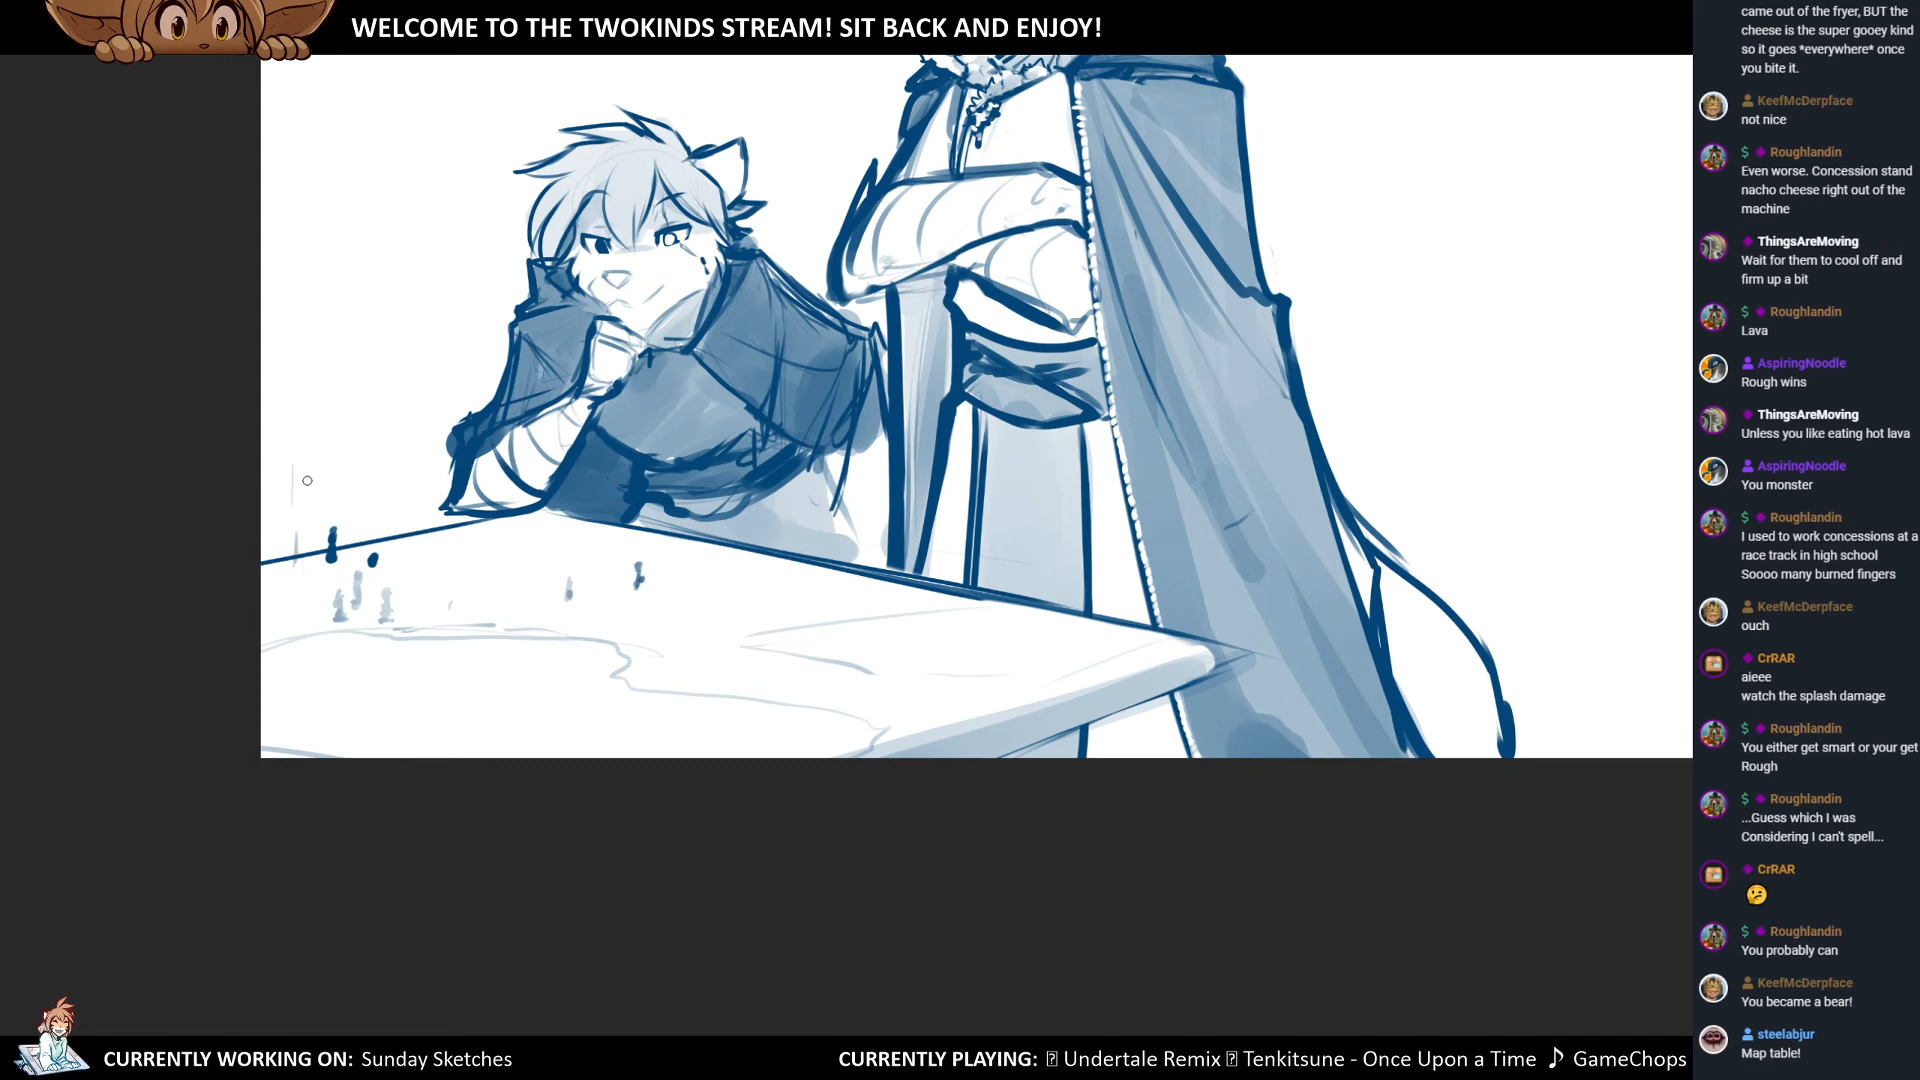 WELCOME TO THE TWOKINDS STREAM! SIT BACK AND ENJOY!
came out of the fryer, BUT the
cheese is the super gooey kind
so it goes *everywhere* once
you bite it.
KeefMcDerpface
not nice
$ Roughlandin
Even worse. Concession stand
nacho cheese right out of the
machine
ThingsAreMoving
Wait for them to cool off and
firm up a bit
$ Roughlandin
Lava
AspiringNoodle
Rough wins
ThingsAreMoving
Unless you like eating hot lava
AspiringNoodle
You monster
$ Roughlandin
I used to work concessions at a
race track in high school
Soooo many burned fingers
KeefMcDerpface
ouch
CrRAR
aieee
watch the splash damage
$ Roughlandin
You either get smart or your get
Rough
$ Roughlandin
...Guess which I was
Considering I can't spell...
CrRAR
🤔
$ Roughlandin
You probably can
KeefMcDerpface
You became a bear!
steelabjur
Map table!
CURRENTLY WORKING ON: Sunday Sketches
CURRENTLY PLAYING: Undertale Remix Tenkitsune - Once Upon a Time ♪ GameChops